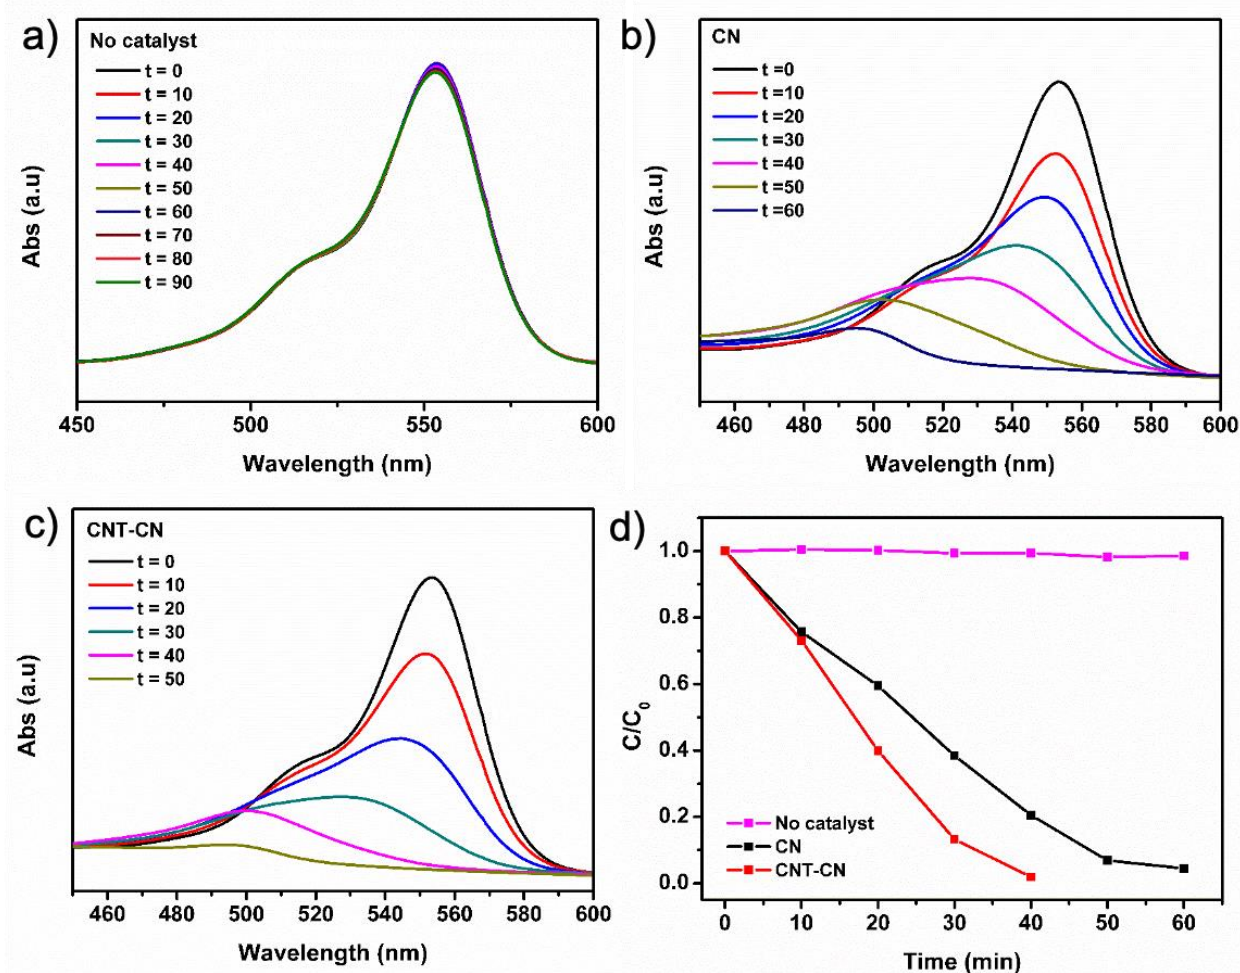 a)
No catalyst
t = 0
t = 10
t = 20
t = 30
t = 40
t = 50
t = 60
t = 70
t = 80
t = 90
Abs (a.u)
450 500 550 600
Wavelength (nm)
b)
CN
t =0
t =10
t =20
t =30
t =40
t =50
t =60
Abs (a.u)
460 480 500 520 540 560 580 600
Wavelength (nm)
c)
CNT-CN
t = 0
t = 10
t = 20
t = 30
t = 40
t = 50
Abs (a.u)
460 480 500 520 540 560 580 600
Wavelength (nm)
d)
1.0
0.8
0.6
0.4
0.2
0.0
C/C0
No catalyst
CN
CNT-CN
0 10 20 30 40 50 60
Time (min)